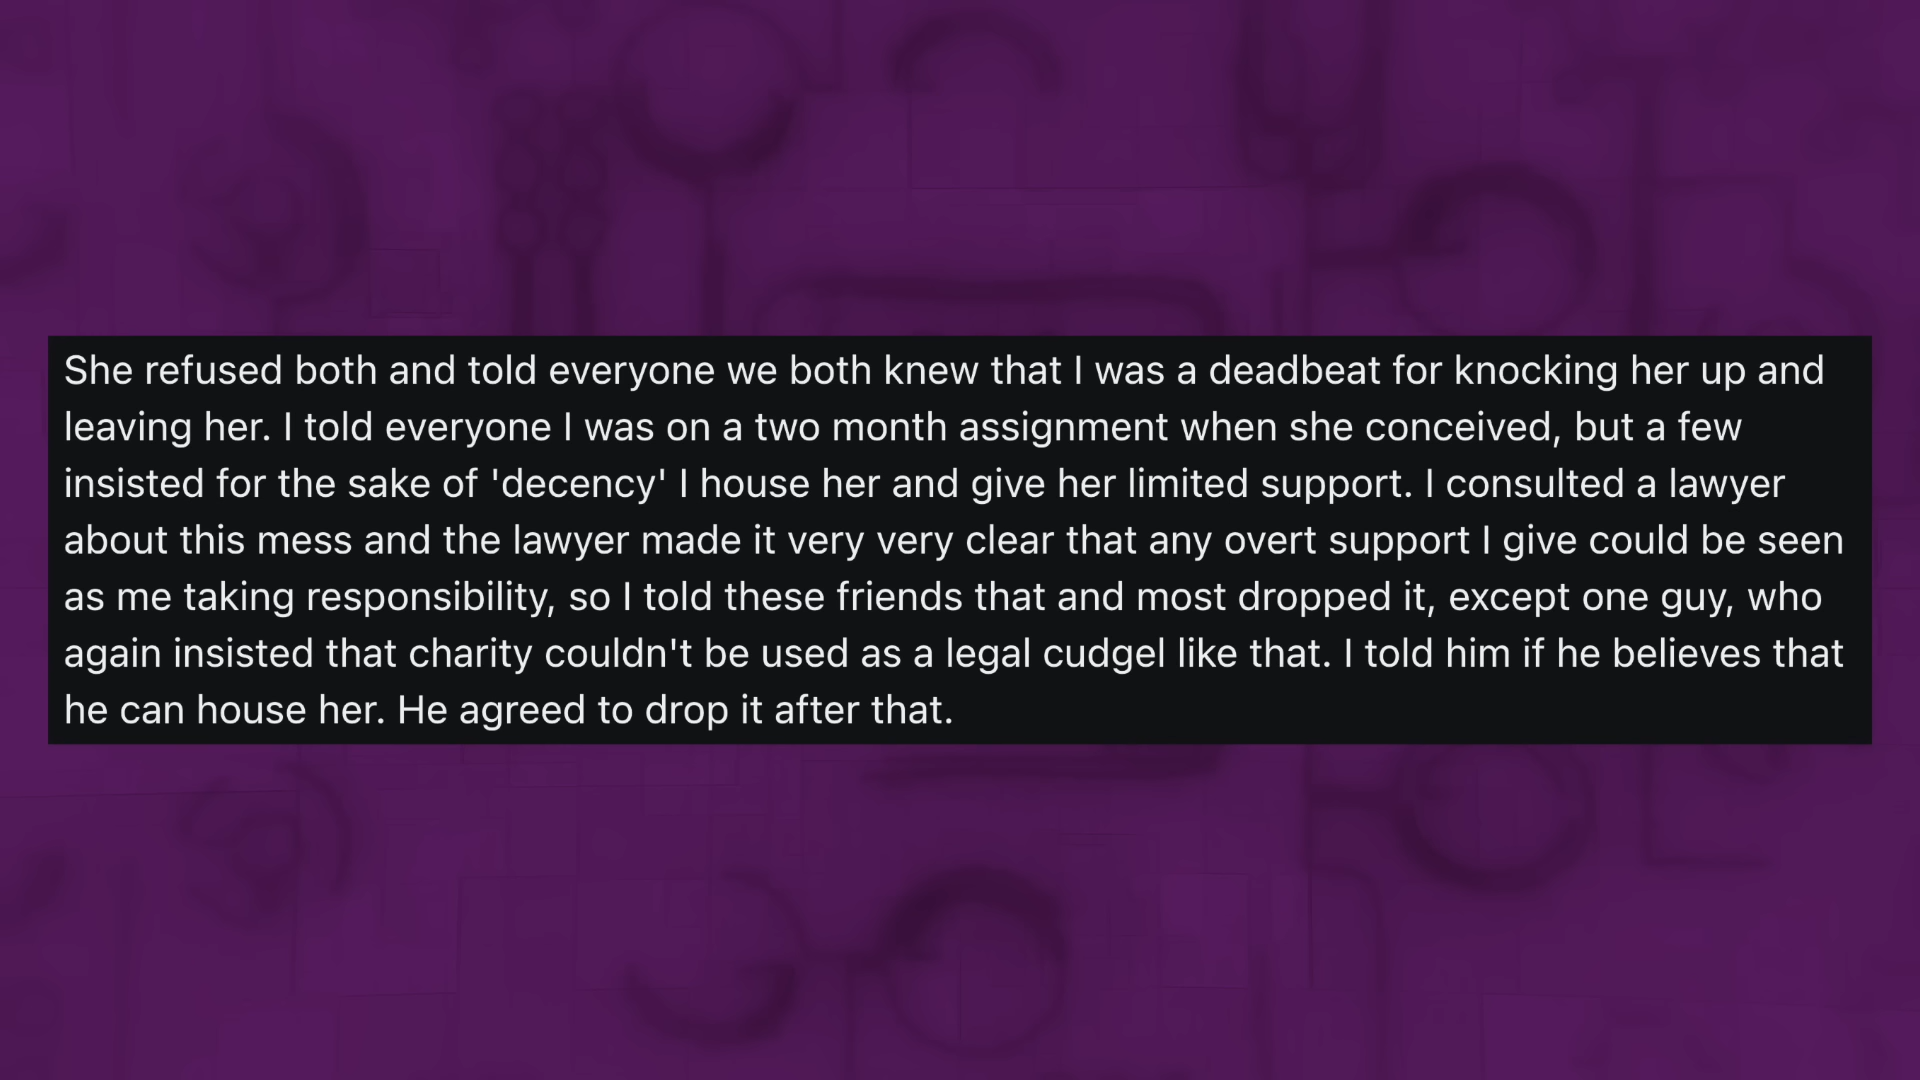 She refused both and told everyone we both knew that I was a deadbeat for knocking her up and
leaving her. I told everyone I was on a two month assignment when she conceived, but a few
insisted for the sake of 'decency' I house her and give her limited support. I consulted a lawyer
about this mess and the lawyer made it very very clear that any overt support I give could be seen
as me taking responsibility, so I told these friends that and most dropped it, except one guy, who
again insisted that charity couldn't be used as a legal cudgel like that. I told him if he believes that
he can house her. He agreed to drop it after that.